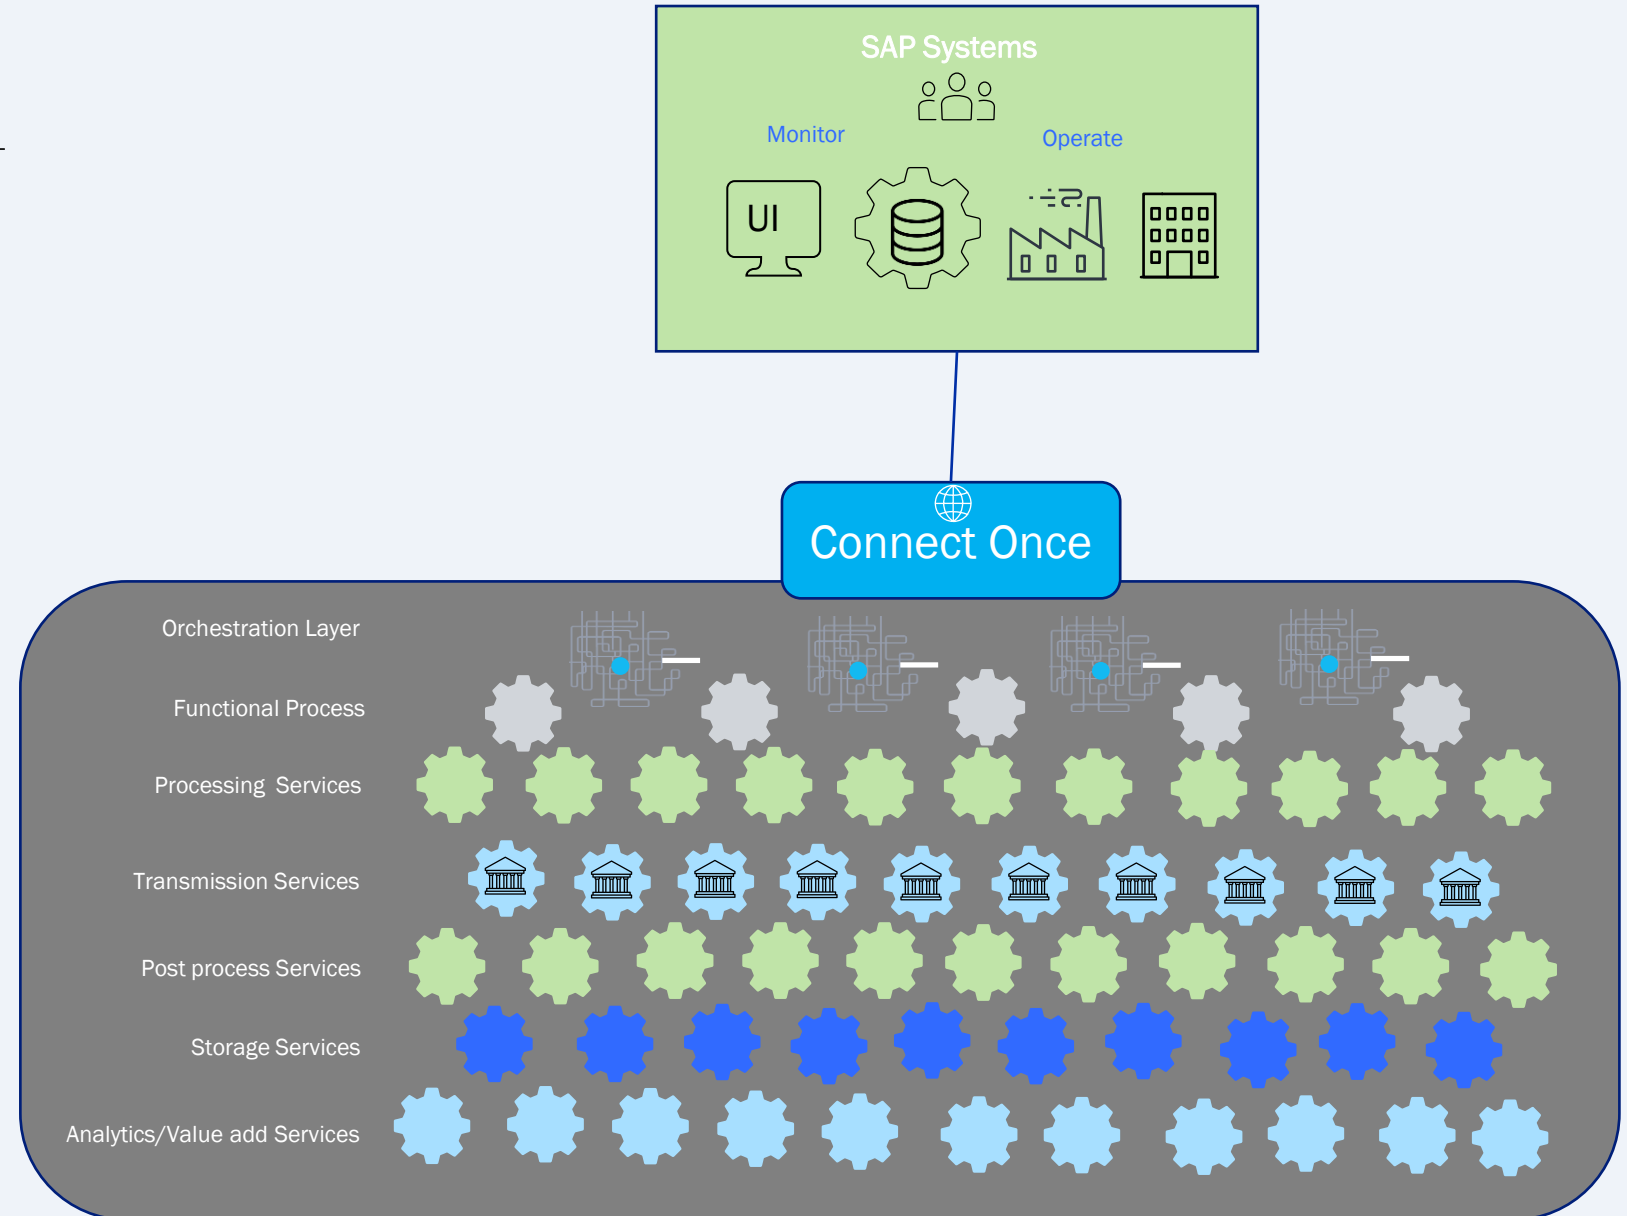 SAP Systems
Monitor
Operate
UI
Connect Once
Orchestration Layer
Functional Process
Processing  Services
Transmission Services
Post process Services
Storage Services
Analytics/Value add Services